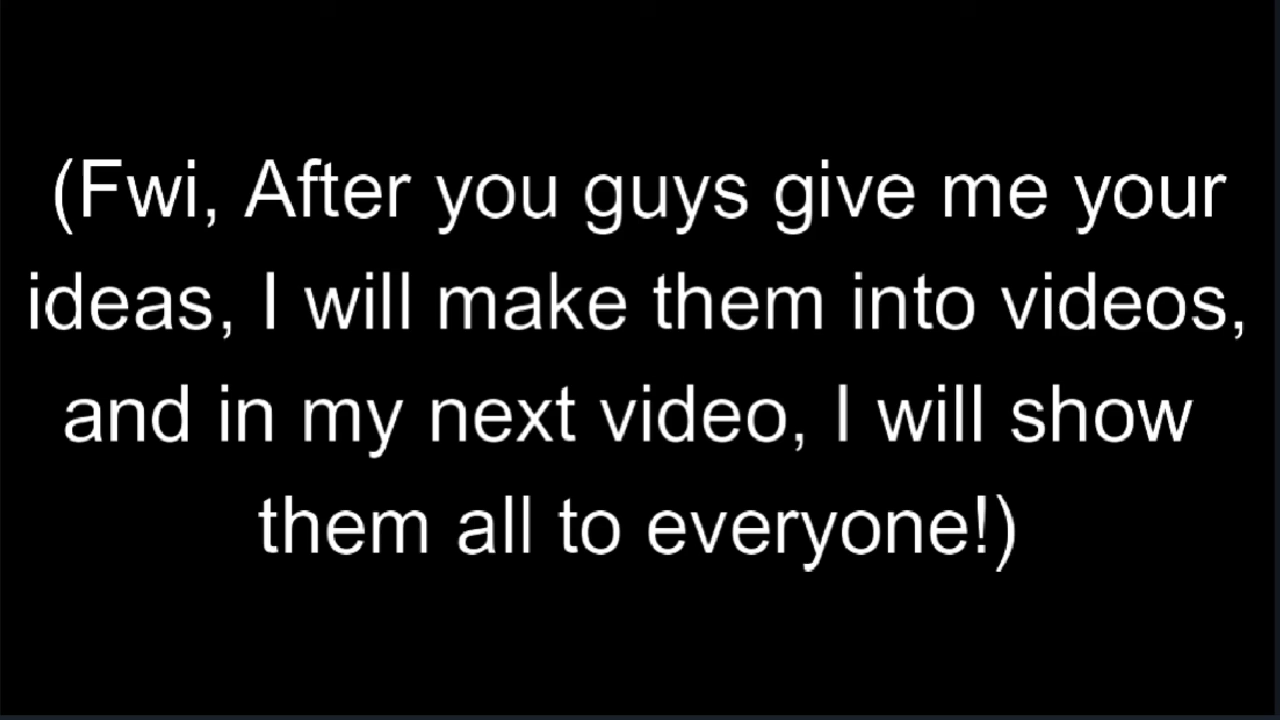 (Fwi, After you guys give me your
ideas, I will make them into videos,
and in my next video, I will show
them all to everyone!)